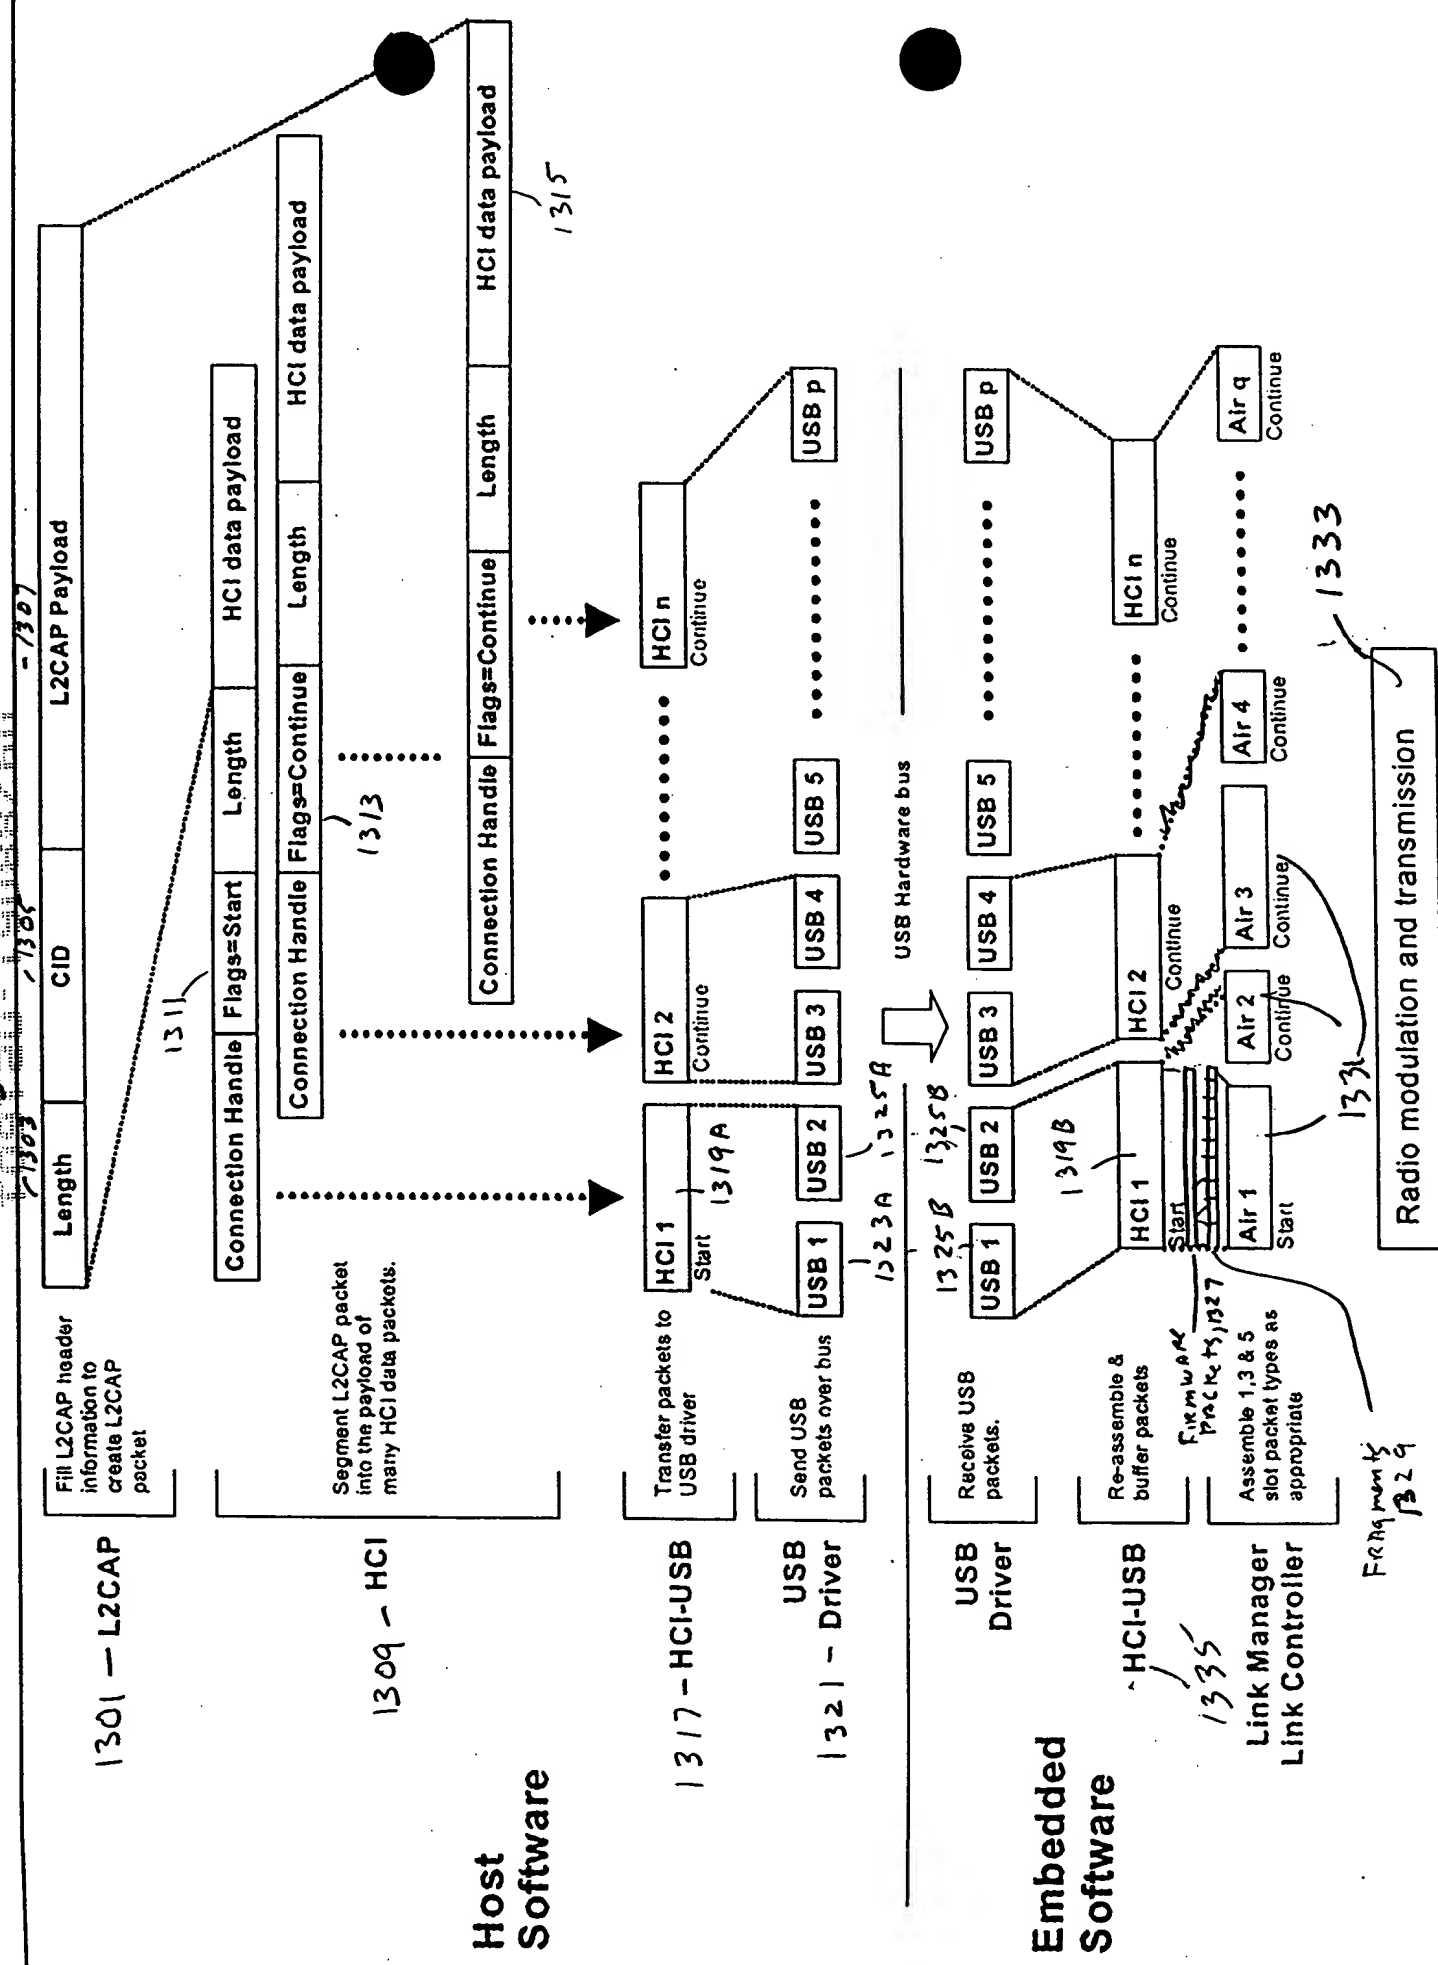 1303
1305
- 1307
Length
CID
L2CAP Payload
1301 — L2CAP
Fill L2CAP header
information to
create L2CAP
packet
1311
Connection Handle
Flags=Start
Length
HCI data payload
Connection Handle
Flags=Continue
Length
HCI data payload
1313
1309 - HCI
Segment L2CAP packet
into the payload of
many HCI data packets.
Connection Handle
Flags=Continue
Length
HCI data payload
1315
Host
Software
1317 - HCI-USB
Transfer packets to
USB driver
HCI 1
Start
1319A
HCI 2
Continue
HCI n
Continue
1321 - USB
Driver
Send USB
packets over bus
USB 1
USB 2
USB 3
USB 4
USB 5
USB p
1323A
1325A
USB Hardware bus
1325B
1325B
USB
Driver
Receive USB
packets.
USB 1
USB 2
USB 3
USB 4
USB 5
USB p
Embedded
Software
1319B
HCI-USB
1335
Re-assemble &
buffer packets
HCI 1
Start
HCI 2
Continue
HCI n
Continue
Firmware
Packets, 1327
Link Manager
Link Controller
Assemble 1,3 & 5
slot packet types as
appropriate
Air 1
Start
Air 2
Continue
Air 3
Continue
Air 4
Continue
Air q
Continue
Fragments
1329
1331
1333
Radio modulation and transmission